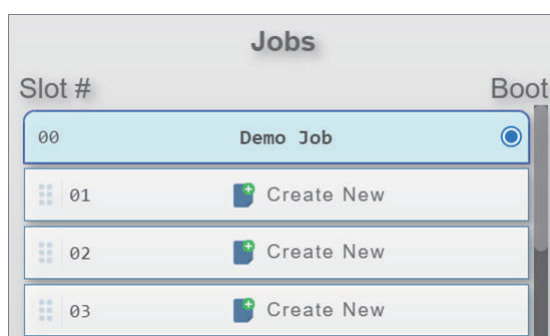 Jobs
Slot # Boot
00 Demo Job
01 Create New
02 Create New
03 Create New